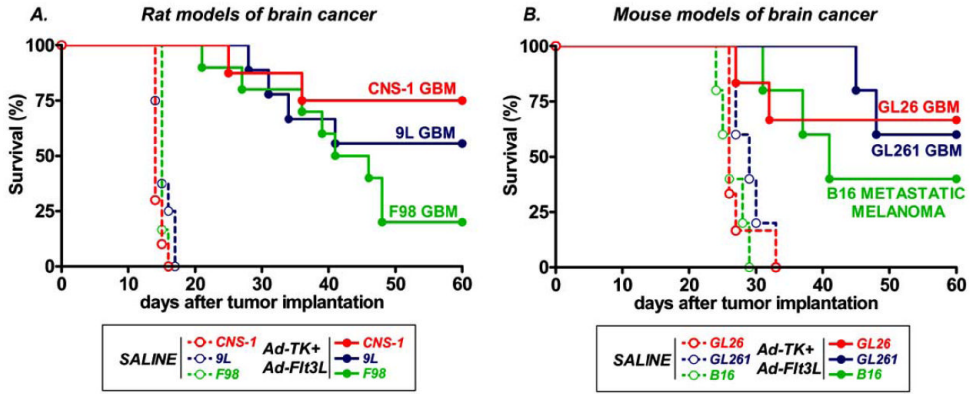 A. Rat models of brain cancer
Survival (%)
100
75
50
25
0
CNS-1 GBM
9L GBM
F98 GBM
0 10 20 30 40 50 60
days after tumor implantation
SALINE
CNS-1
9L
F98
Ad-TK+
Ad-Flt3L
CNS-1
9L
F98
B. Mouse models of brain cancer
Survival (%)
100
75
50
25
0
GL26 GBM
GL261 GBM
B16 METASTATIC
MELANOMA
0 10 20 30 40 50 60
days after tumor implantation
SALINE
GL26
GL261
B16
Ad-TK+
Ad-Flt3L
GL26
GL261
B16